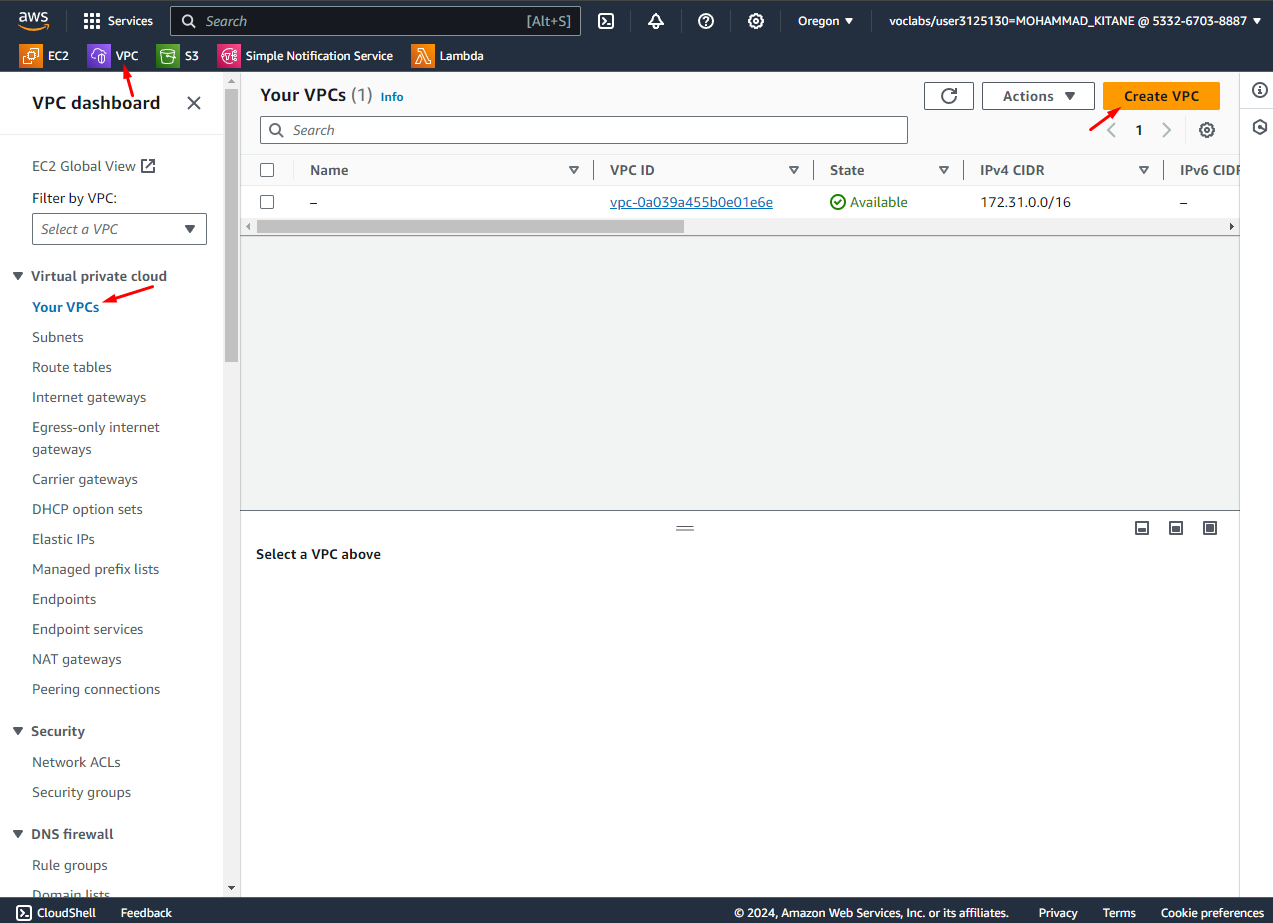 aws Services Search [Alt+S] Oregon ▼ voclabs/user3125130=MOHAMMAD_KITANE @ 5332-6703-8887 ▼
EC2 VPC S3 Simple Notification Service Lambda
VPC dashboard
EC2 Global View
Filter by VPC:
Select a VPC
Virtual private cloud
Your VPCs
Subnets
Route tables
Internet gateways
Egress-only internet
gateways
Carrier gateways
DHCP option sets
Elastic IPs
Managed prefix lists
Endpoints
Endpoint services
NAT gateways
Peering connections
Security
Network ACLs
Security groups
DNS firewall
Rule groups
Domain lists
Your VPCs (1) Info
Actions ▼ Create VPC
Search
1
Name VPC ID State IPv4 CIDR IPv6 CIDR
– vpc-0a039a455b0e01e6e Available 172.31.0.0/16 –
Select a VPC above
CloudShell Feedback © 2024, Amazon Web Services, Inc. or its affiliates. Privacy Terms Cookie preferences